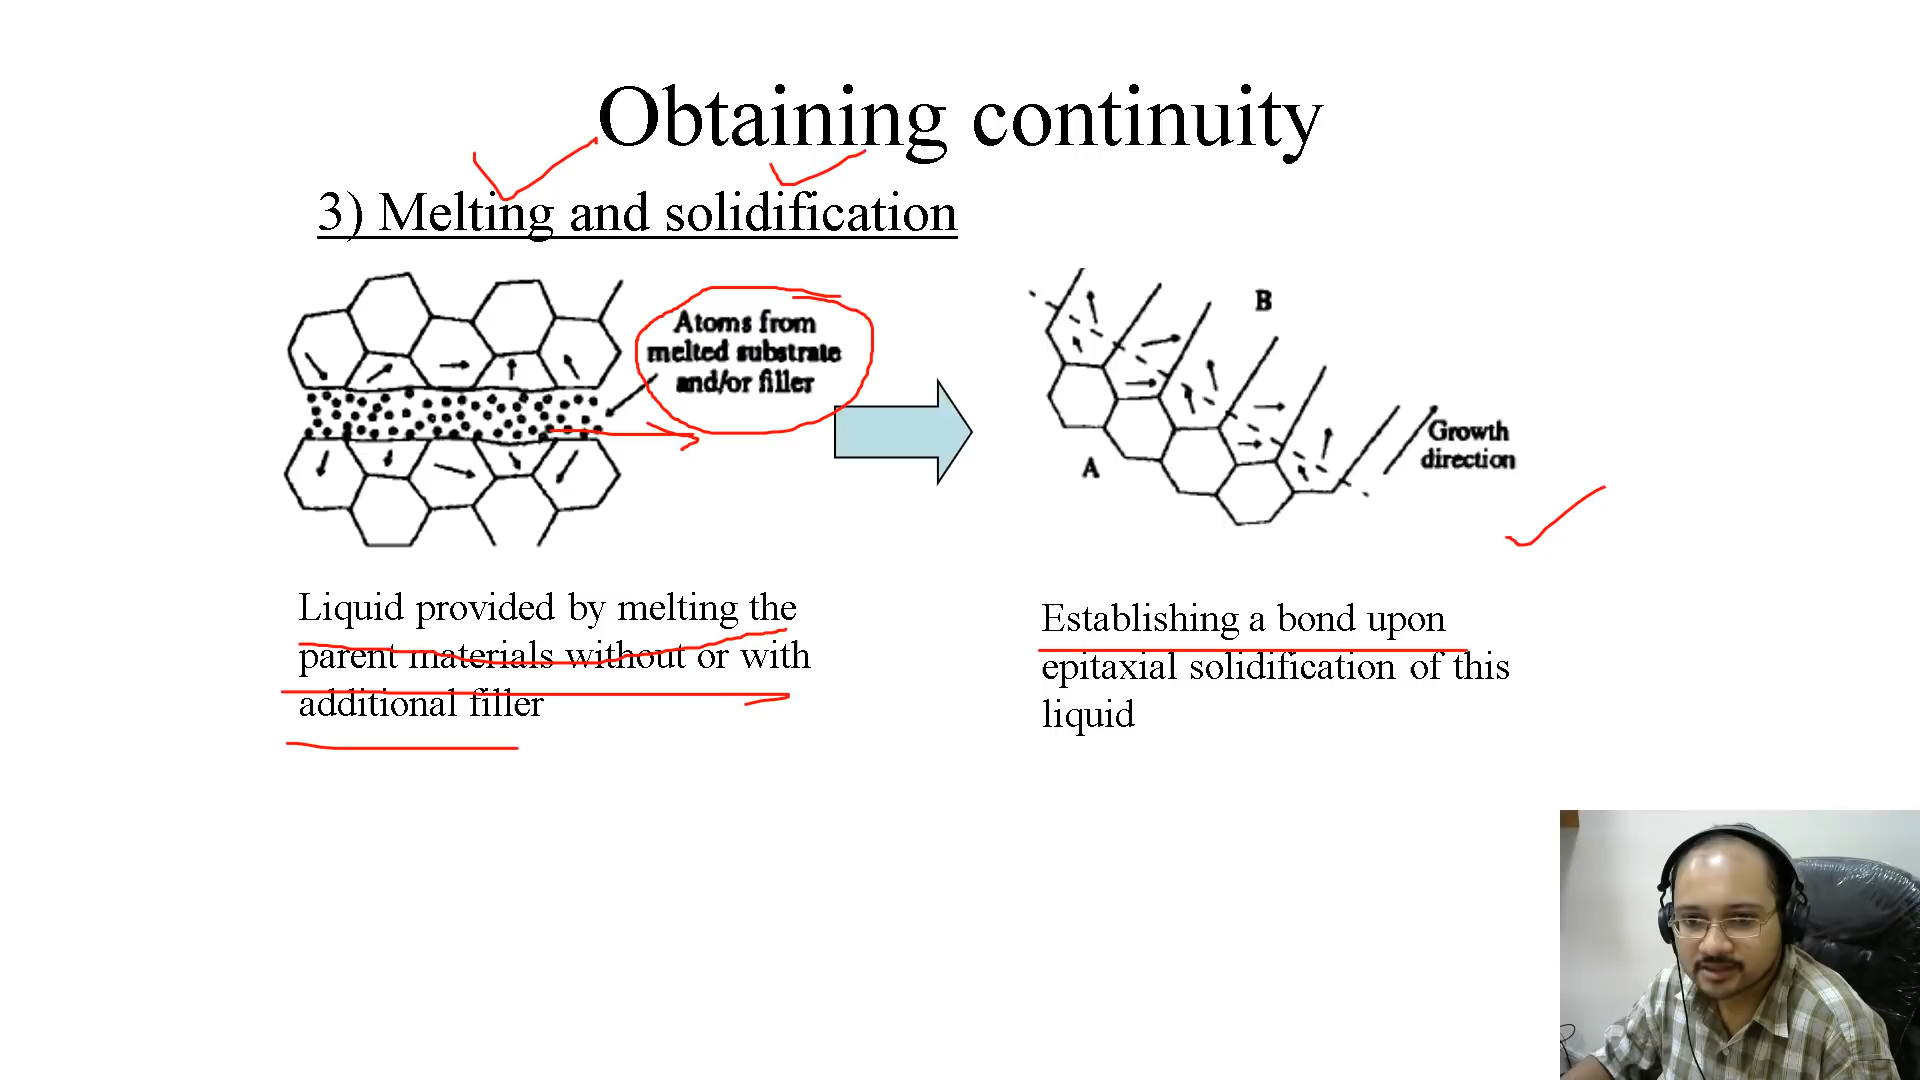 Obtaining continuity
3) Melting and solidification
Atoms from
melted substrate
and/or filler
B
A
Growth
direction
Liquid provided by melting the
parent materials without or with
additional filler
Establishing a bond upon
epitaxial solidification of this
liquid